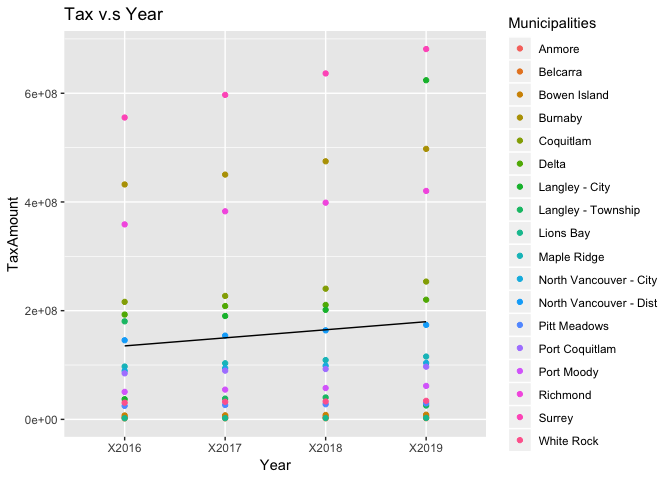 Tax v.s Year
TaxAmount
6e+08
4e+08
2e+08
0e+00
X2016 X2017 X2018 X2019
Year
Municipalities
Anmore
Belcarra
Bowen Island
Burnaby
Coquitlam
Delta
Langley - City
Langley - Township
Lions Bay
Maple Ridge
North Vancouver - City
North Vancouver - Dist
Pitt Meadows
Port Coquitlam
Port Moody
Richmond
Surrey
White Rock